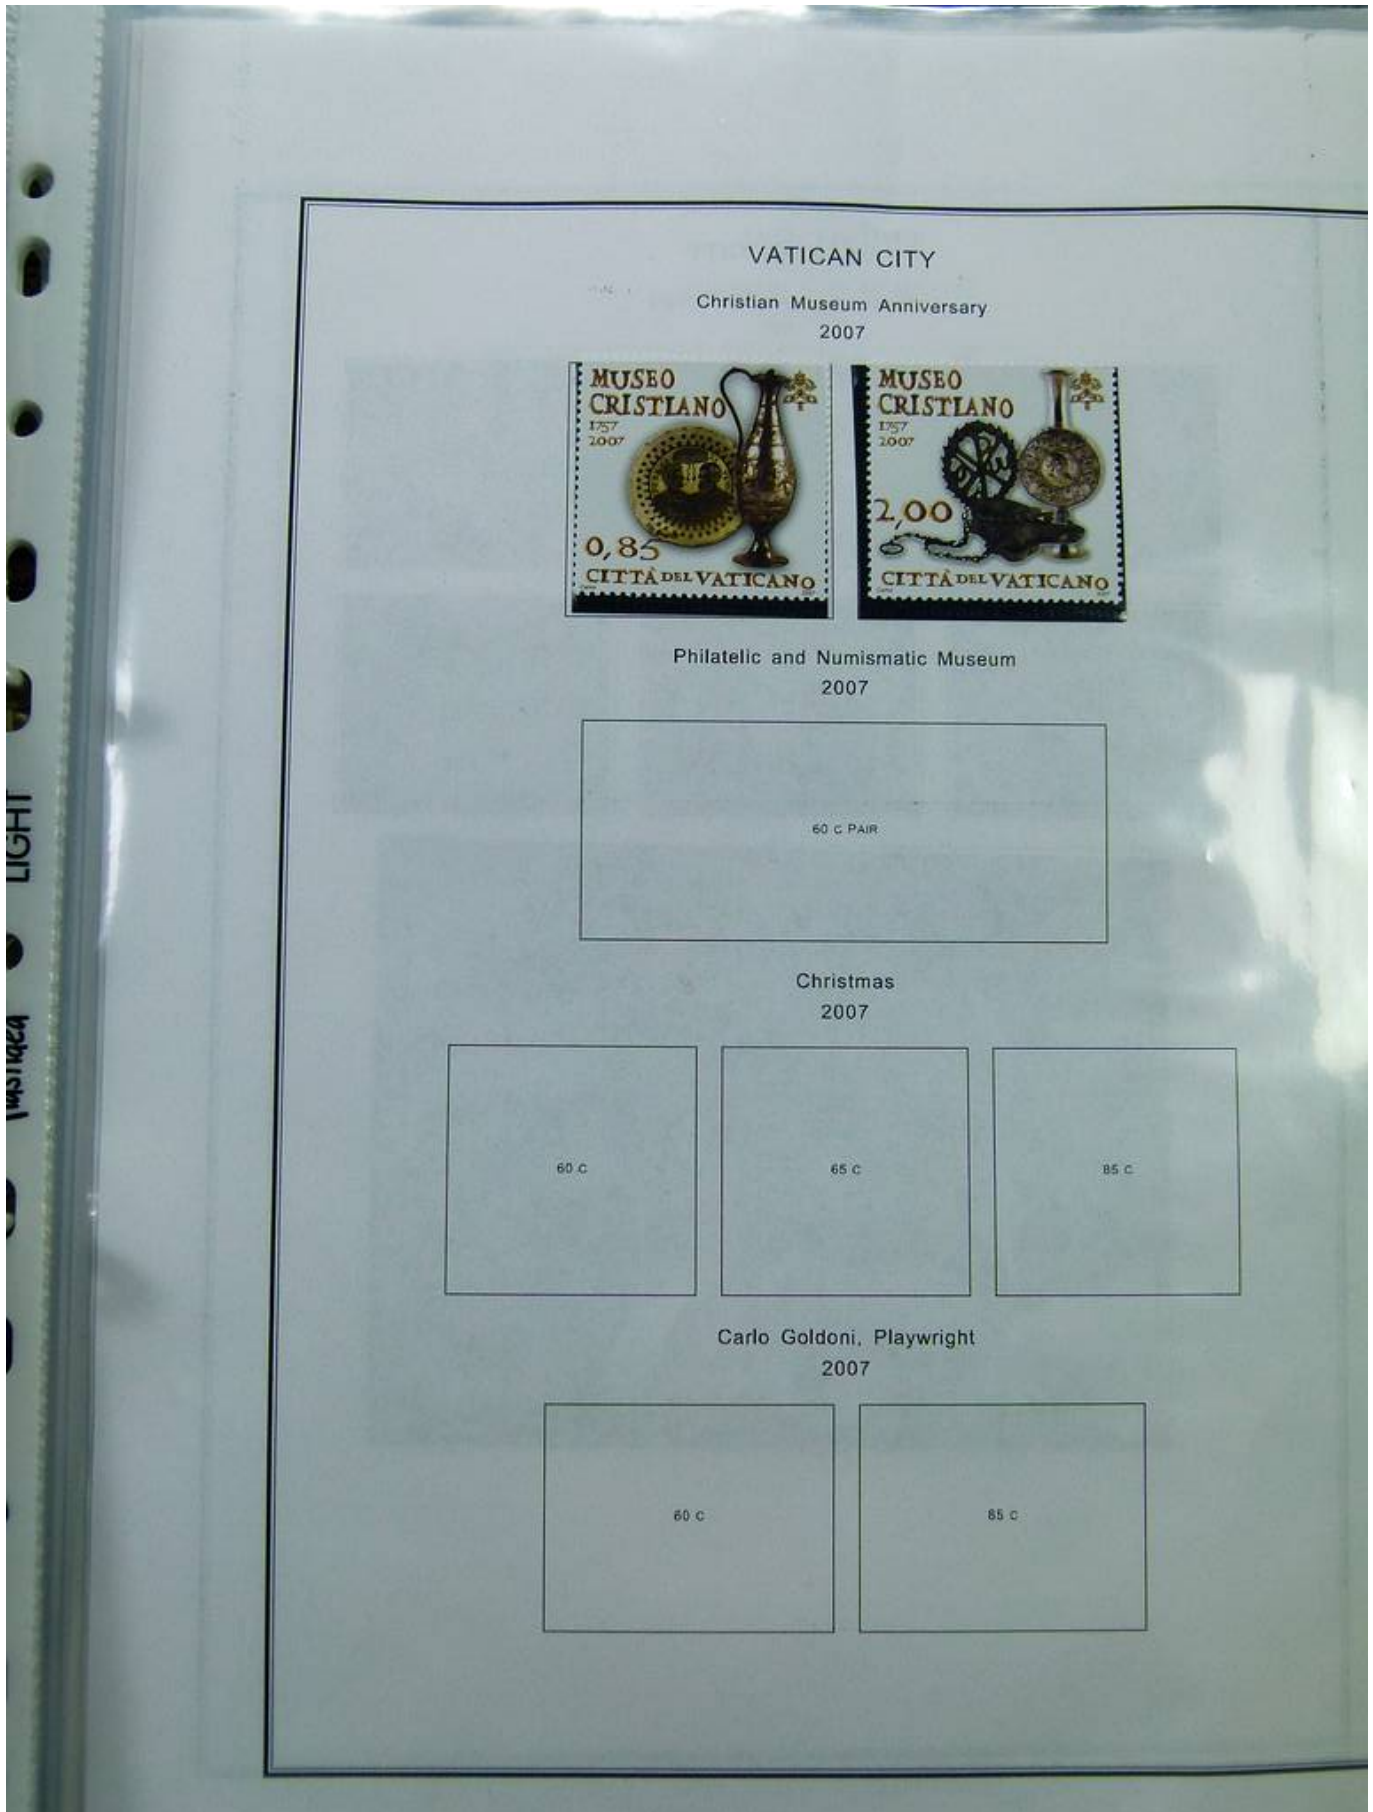 VATICAN CITY
Christian Museum Anniversary
2007
MUSEO
CRISTIANO
1757
2007
0,85
CITTÀ DEL VATICANO
MUSEO
CRISTIANO
1757
2007
2,00
CITTÀ DEL VATICANO
Philatelic and Numismatic Museum
2007
60 C PAIR
Christmas
2007
60 C
65 C
85 C
Carlo Goldoni, Playwright
2007
60 C
85 C
LIGHT